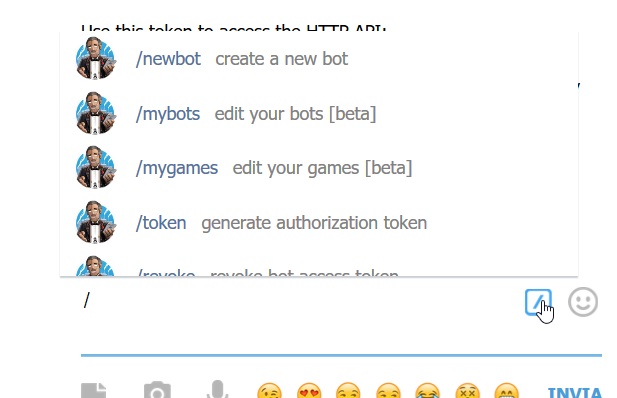 Use this token to access the HTTP API:
/newbot create a new bot
/mybots edit your bots [beta]
/mygames edit your games [beta]
/token generate authorization token
/revoke revoke bot access token
/
INVIA